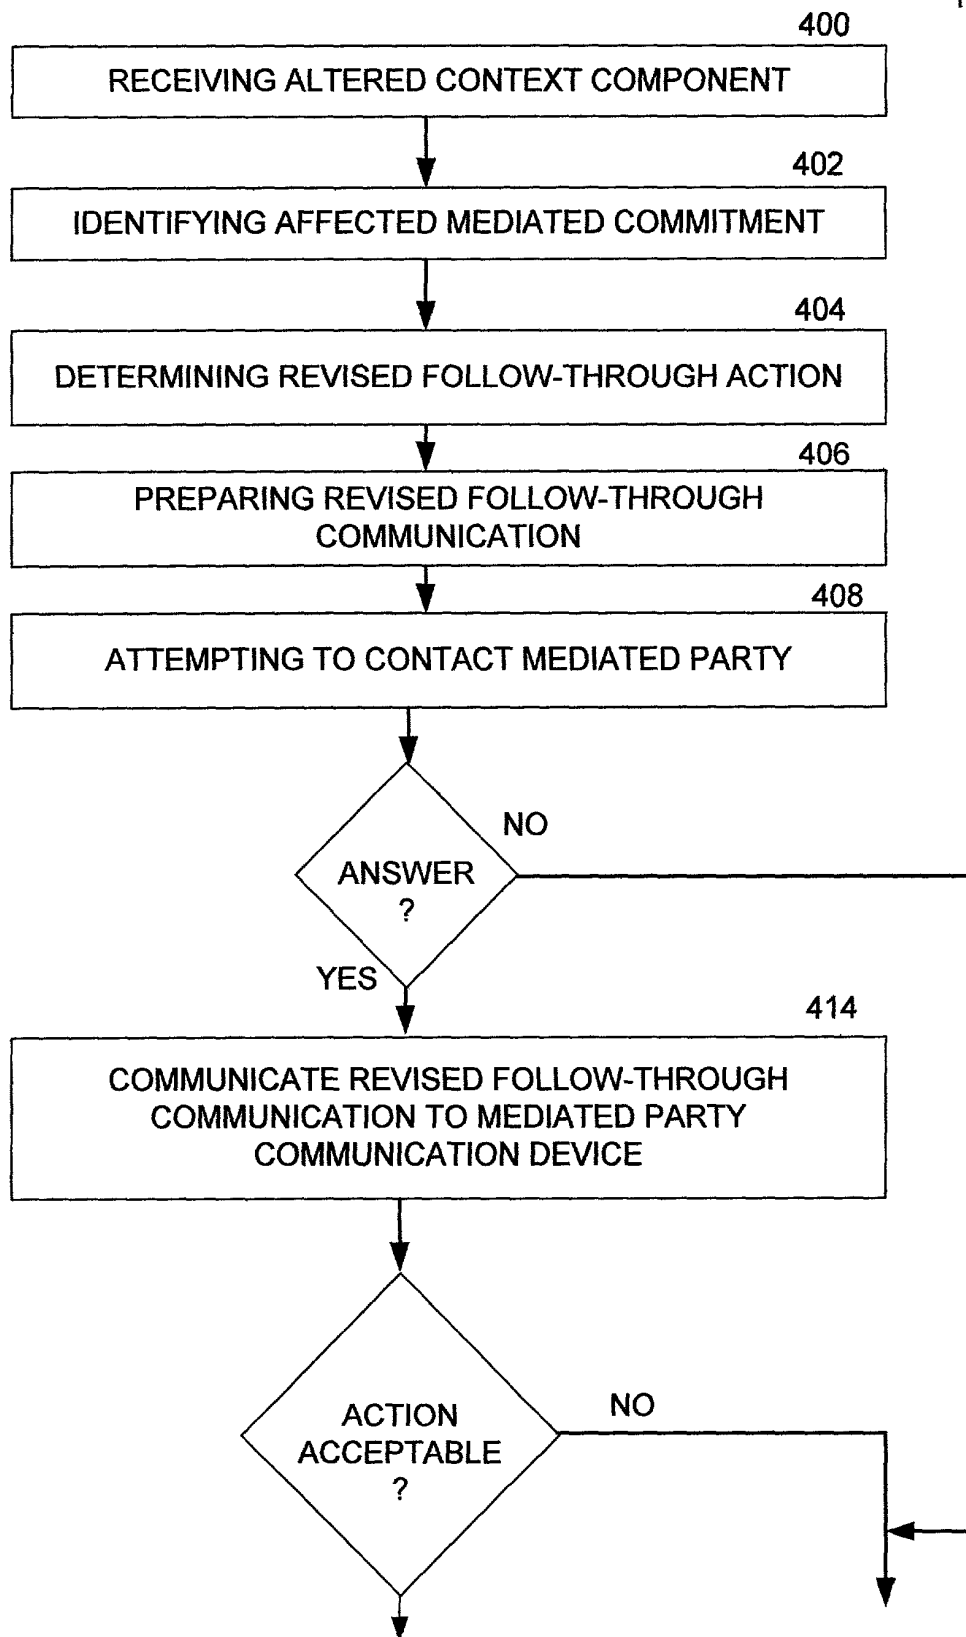 400
RECEIVING ALTERED CONTEXT COMPONENT
402
IDENTIFYING AFFECTED MEDIATED COMMITMENT
404
DETERMINING REVISED FOLLOW-THROUGH ACTION
406
PREPARING REVISED FOLLOW-THROUGH
COMMUNICATION
408
ATTEMPTING TO CONTACT MEDIATED PARTY
NO
ANSWER
?
YES
414
COMMUNICATE REVISED FOLLOW-THROUGH
COMMUNICATION TO MEDIATED PARTY
COMMUNICATION DEVICE
NO
ACTION
ACCEPTABLE
?